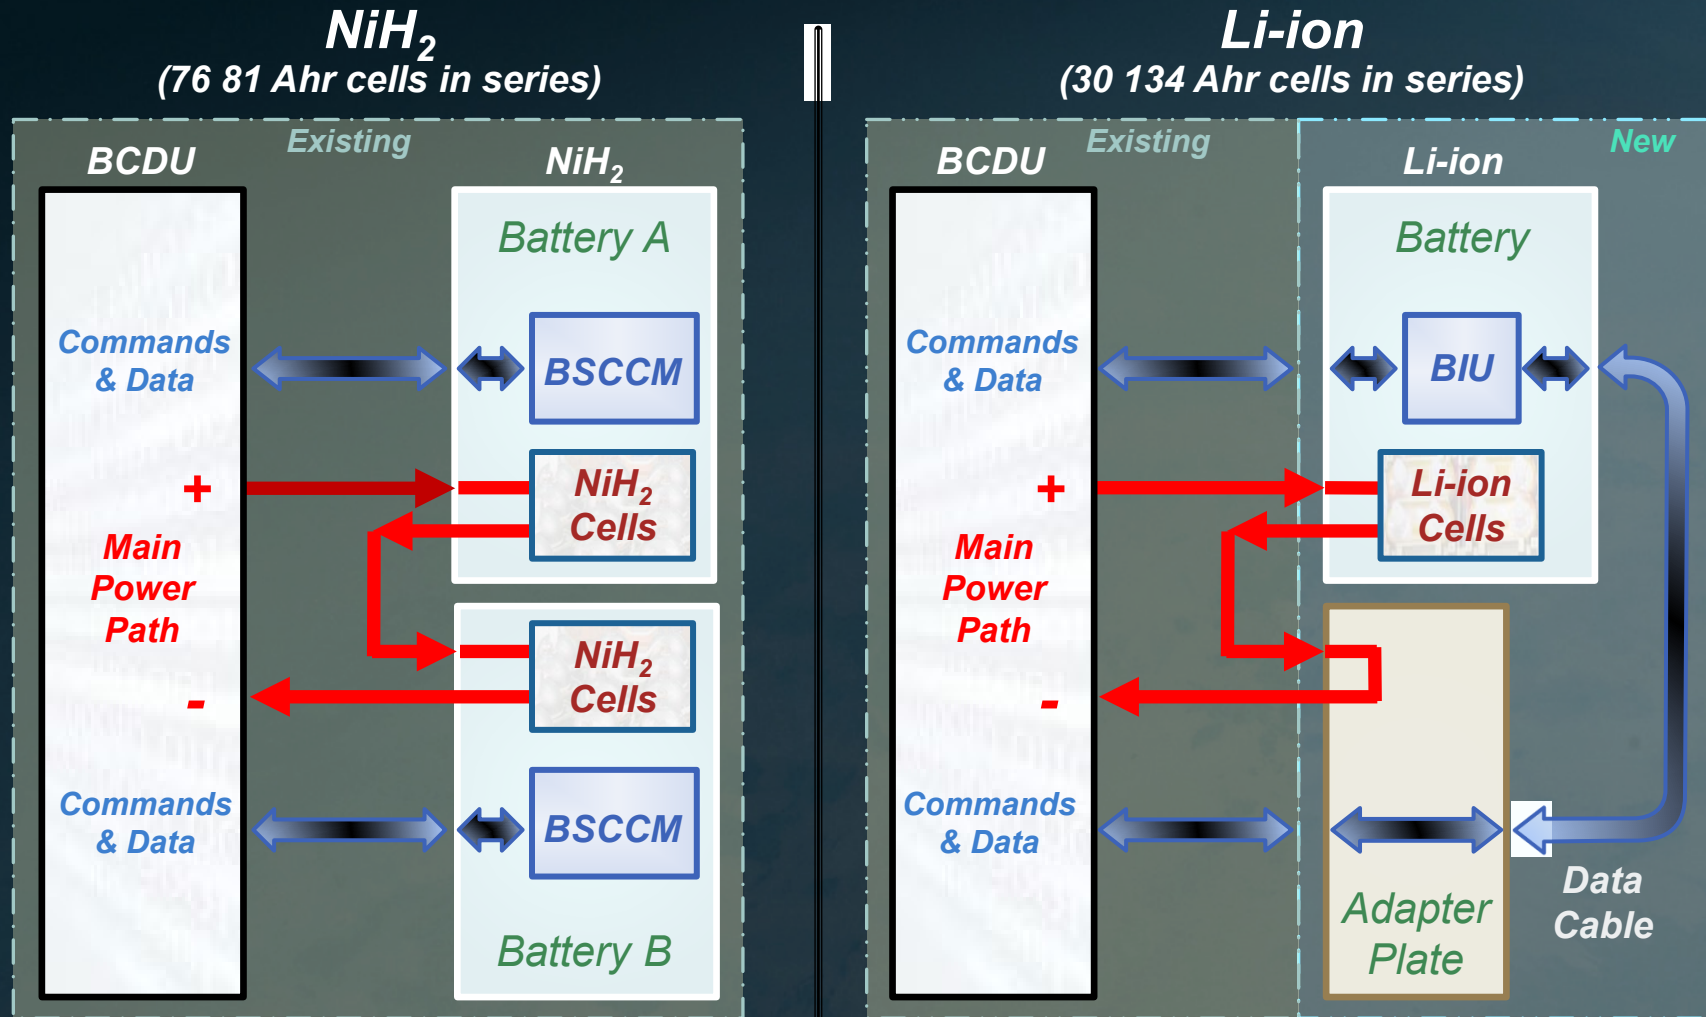 NiH2
(76 81 Ahr cells in series)
Existing
BCDU
NiH2
Battery A
Commands
& Data
BSCCM
+
Main
Power
Path
-
NiH2
Cells
NiH2
Cells
Commands
& Data
BSCCM
Battery B
Li-ion
(30 134 Ahr cells in series)
Existing
New
BCDU
Li-ion
Battery
Commands
& Data
BIU
+
Main
Power
Path
-
Li-ion
Cells
Commands
& Data
Adapter
Plate
Data
Cable